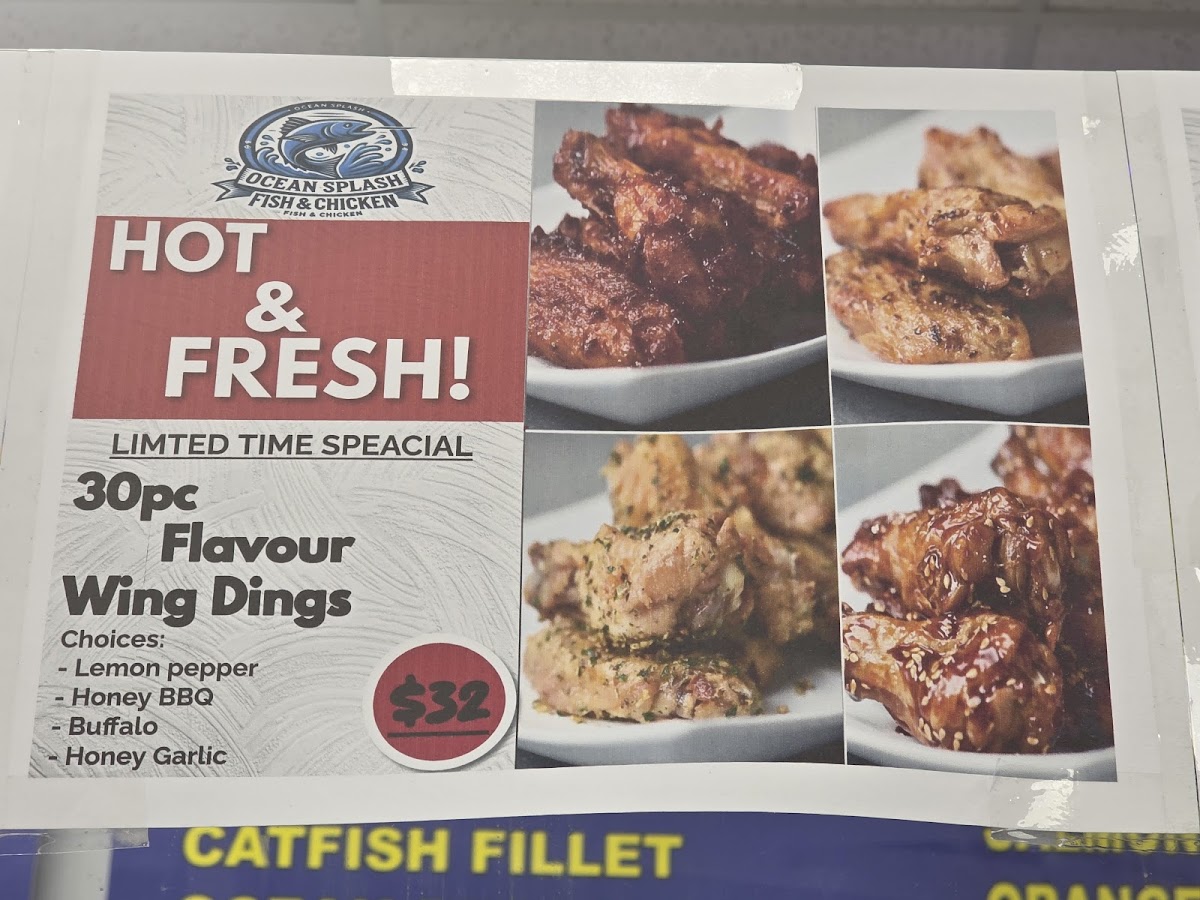 OCEAN SPLASH
OCEAN SPLASH
FISH & CHICKEN
FISH & CHICKEN
HOT
&
FRESH!
LIMTED TIME SPEACIAL
30pc
Flavour
Wing Dings
Choices:
- Lemon pepper
- Honey BBQ
- Buffalo
- Honey Garlic
$32
CATFISH FILLET